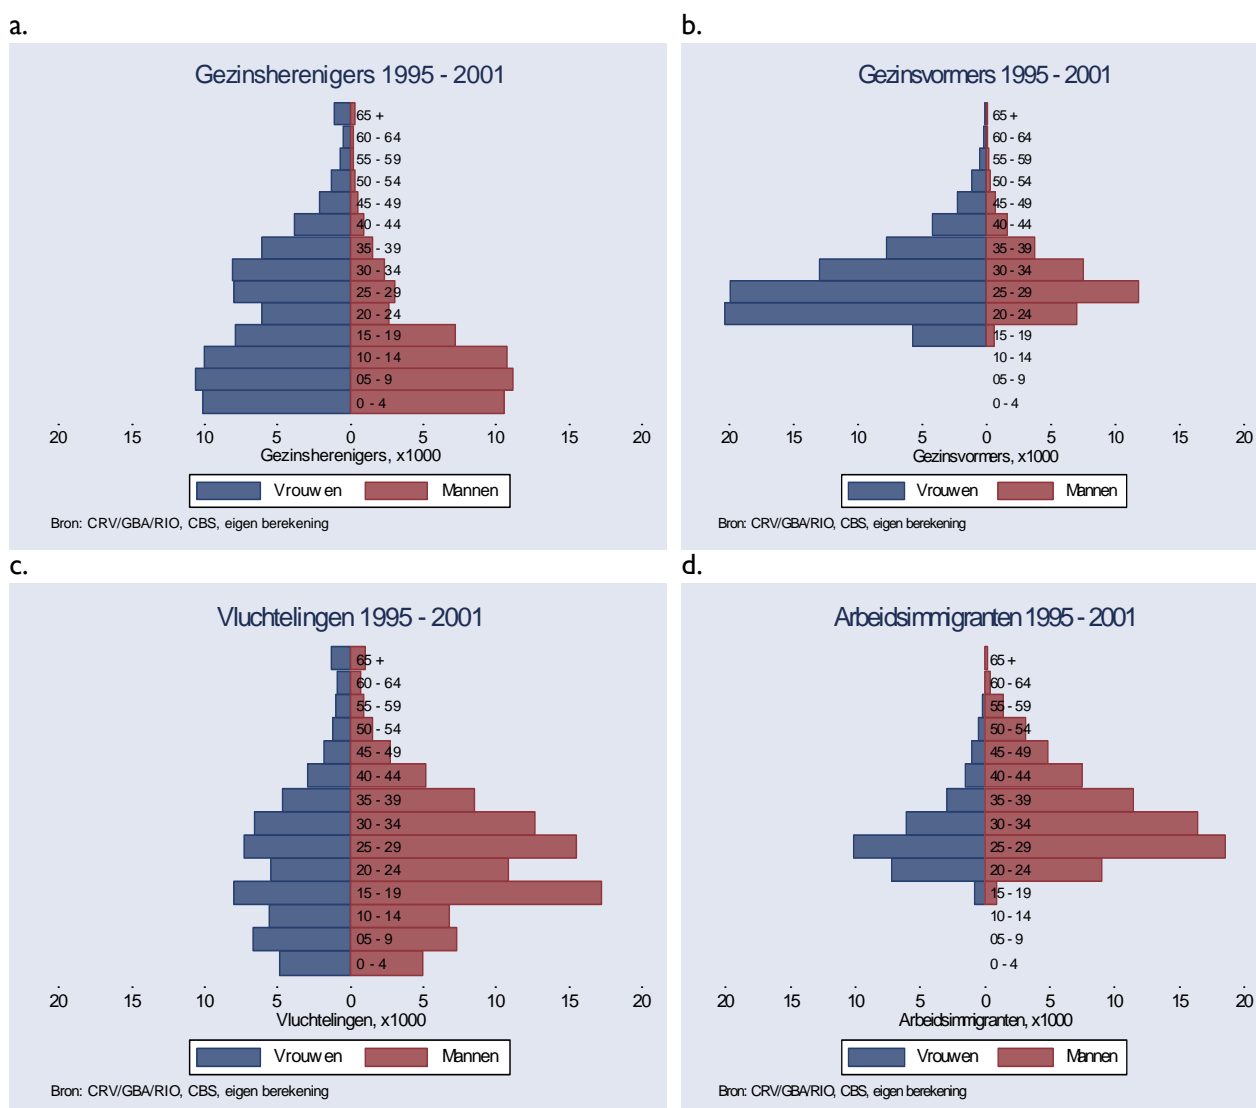 a.
Gezinsherenigers 1995 - 2001
65 +
60 - 64
55 - 59
50 - 54
45 - 49
40 - 44
35 - 39
30 - 34
25 - 29
20 - 24
15 - 19
10 - 14
05 - 9
0 - 4
20 15 10 5 0 5 10 15 20
Gezinsherenigers, x1000
Vrouwen Mannen
Bron: CRV/GBA/RIO, CBS, eigen berekening
b.
Gezinsvormers 1995 - 2001
65 +
60 - 64
55 - 59
50 - 54
45 - 49
40 - 44
35 - 39
30 - 34
25 - 29
20 - 24
15 - 19
10 - 14
05 - 9
0 - 4
20 15 10 5 0 5 10 15 20
Gezinsvormers, x1000
Vrouwen Mannen
Bron: CRV/GBA/RIO, CBS, eigen berekening
c.
Vluchtelingen 1995 - 2001
65 +
60 - 64
55 - 59
50 - 54
45 - 49
40 - 44
35 - 39
30 - 34
25 - 29
20 - 24
15 - 19
10 - 14
05 - 9
0 - 4
20 15 10 5 0 5 10 15 20
Vluchtelingen, x1000
Vrouwen Mannen
Bron: CRV/GBA/RIO, CBS, eigen berekening
d.
Arbeidsimmigranten 1995 - 2001
65 +
60 - 64
55 - 59
50 - 54
45 - 49
40 - 44
35 - 39
30 - 34
25 - 29
20 - 24
15 - 19
10 - 14
05 - 9
0 - 4
20 15 10 5 0 5 10 15 20
Arbeidsimmigranten, x1000
Vrouwen Mannen
Bron: CRV/GBA/RIO, CBS, eigen berekening